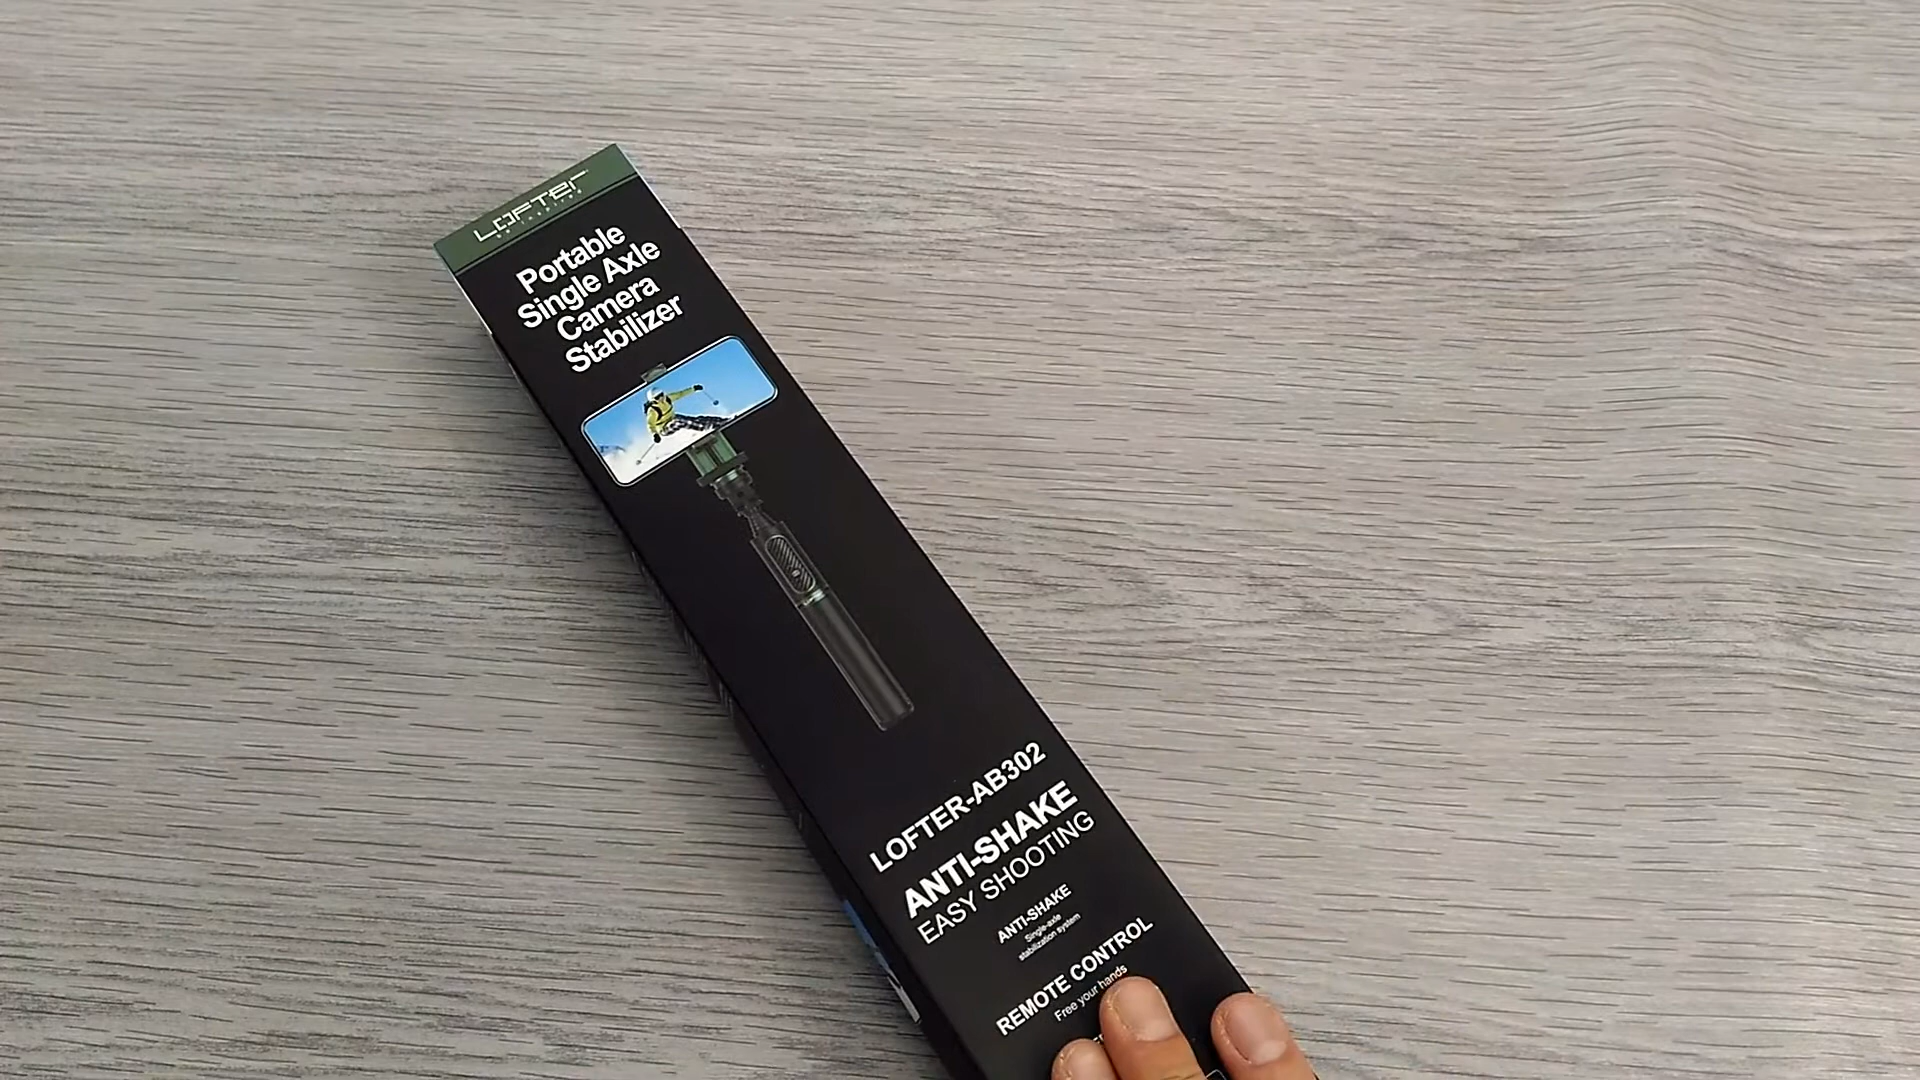 LOFTER
Portable
Single Axle
Camera
Stabilizer
LOFTER-AB302
ANTI-SHAKE
EASY SHOOTING
ANTI-SHAKE
Single-axle
stabilization system
REMOTE CONTROL
Free your hands